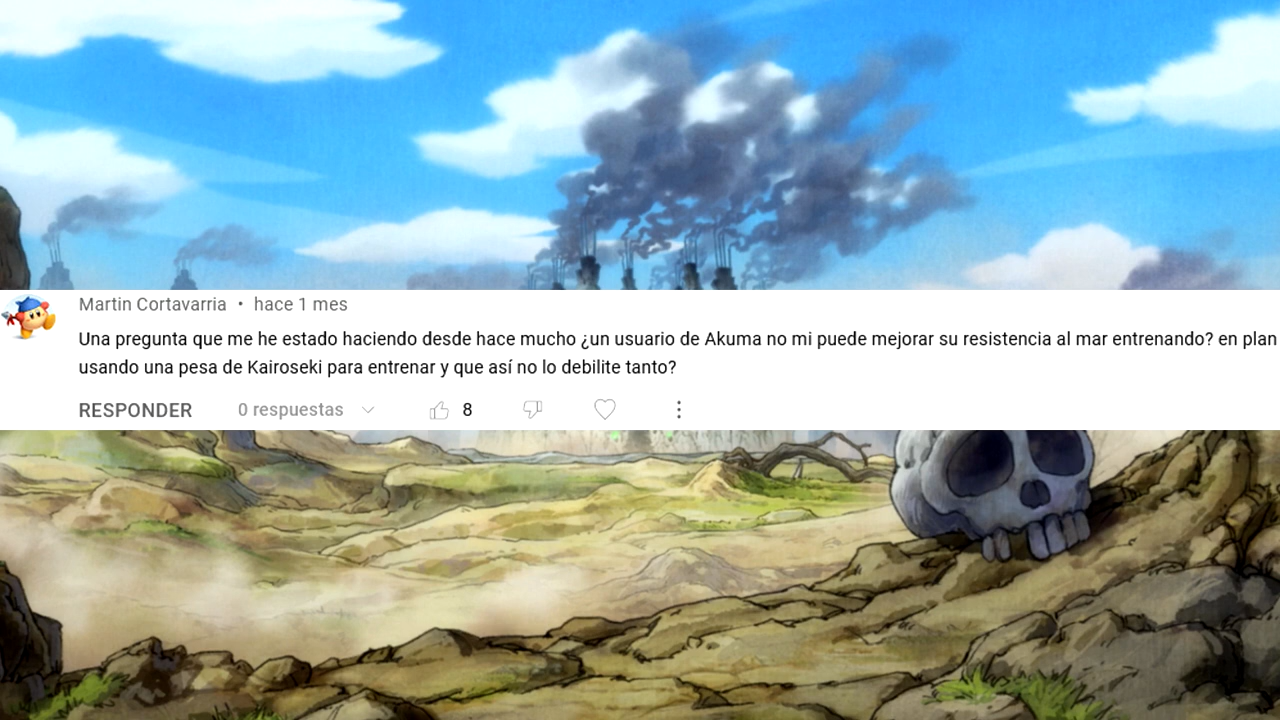 Martin Cortavarria • hace 1 mes
Una pregunta que me he estado haciendo desde hace mucho ¿un usuario de Akuma no mi puede mejorar su resistencia al mar entrenando? en plan
usando una pesa de Kairoseki para entrenar y que así no lo debilite tanto?
RESPONDER 0 respuestas 8